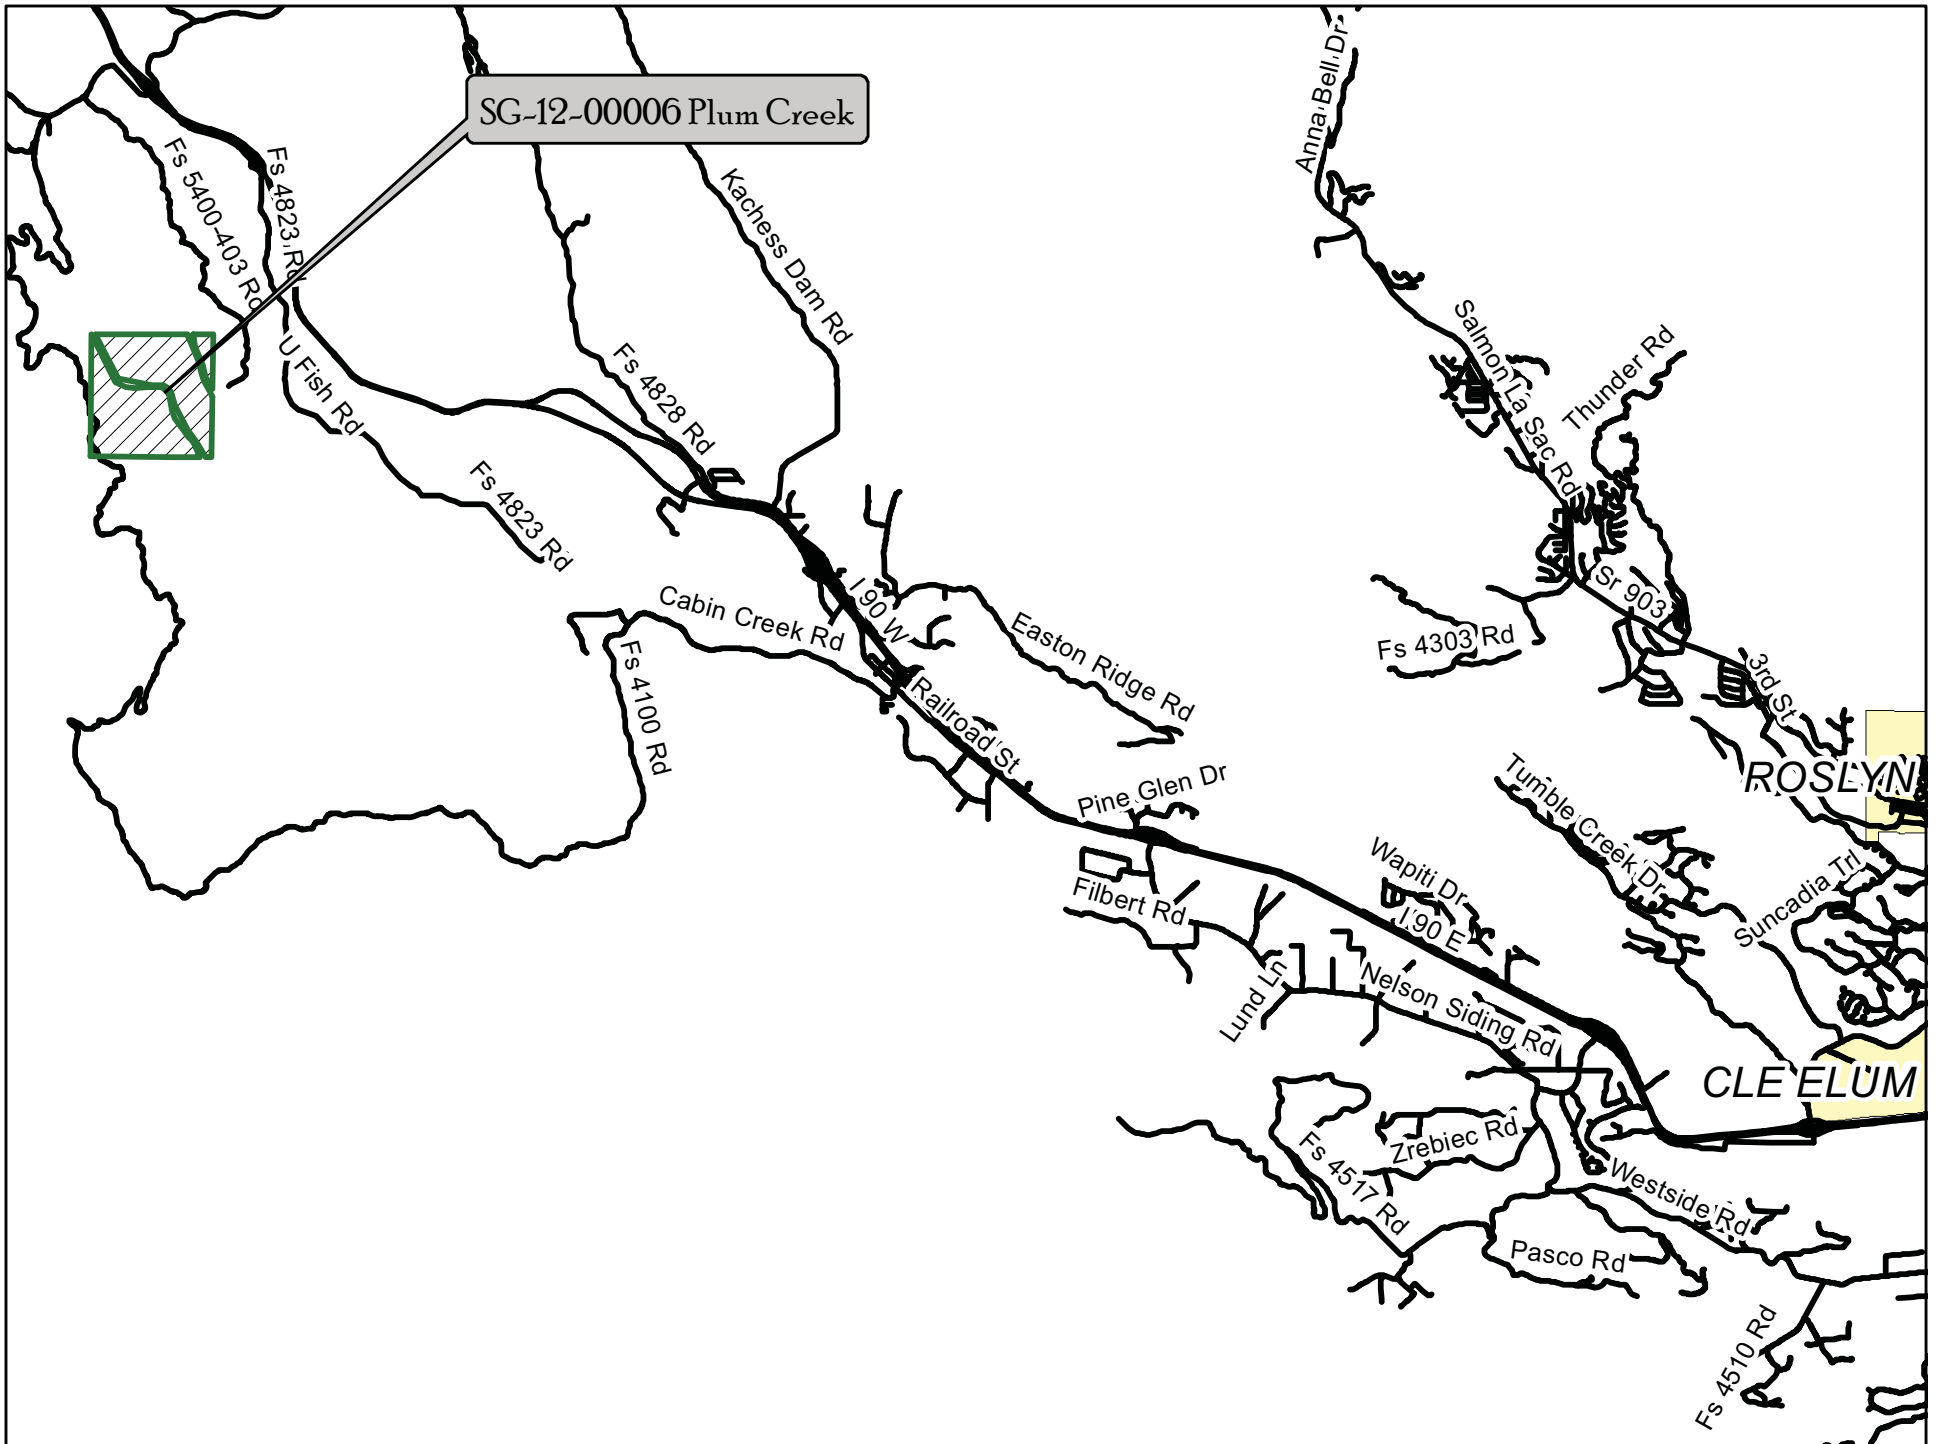 SG-12-00006 Plum Creek
Anna Bell Dr
Fs 5400-403 Rd
Fs 4823 Rd
Kachess Dam Rd
Salmon La Sac Rd
Thunder Rd
U Fish Rd
Fs 4828 Rd
Fs 4823 Rd
Cabin Creek Rd
I 90 W
Sr 903
Fs 4303 Rd
Easton Ridge Rd
Fs 4100 Rd
Railroad St
3rd St
ROSLYN
Pine Glen Dr
Tumble Creek Dr
Wapiti Dr
Filbert Rd
I 90 E
Suncadia Trl
Lund Ln
Nelson Siding Rd
CLE ELUM
Zrebiec Rd
Fs 4517 Rd
Westside Rd
Pasco Rd
Fs 4510 Rd